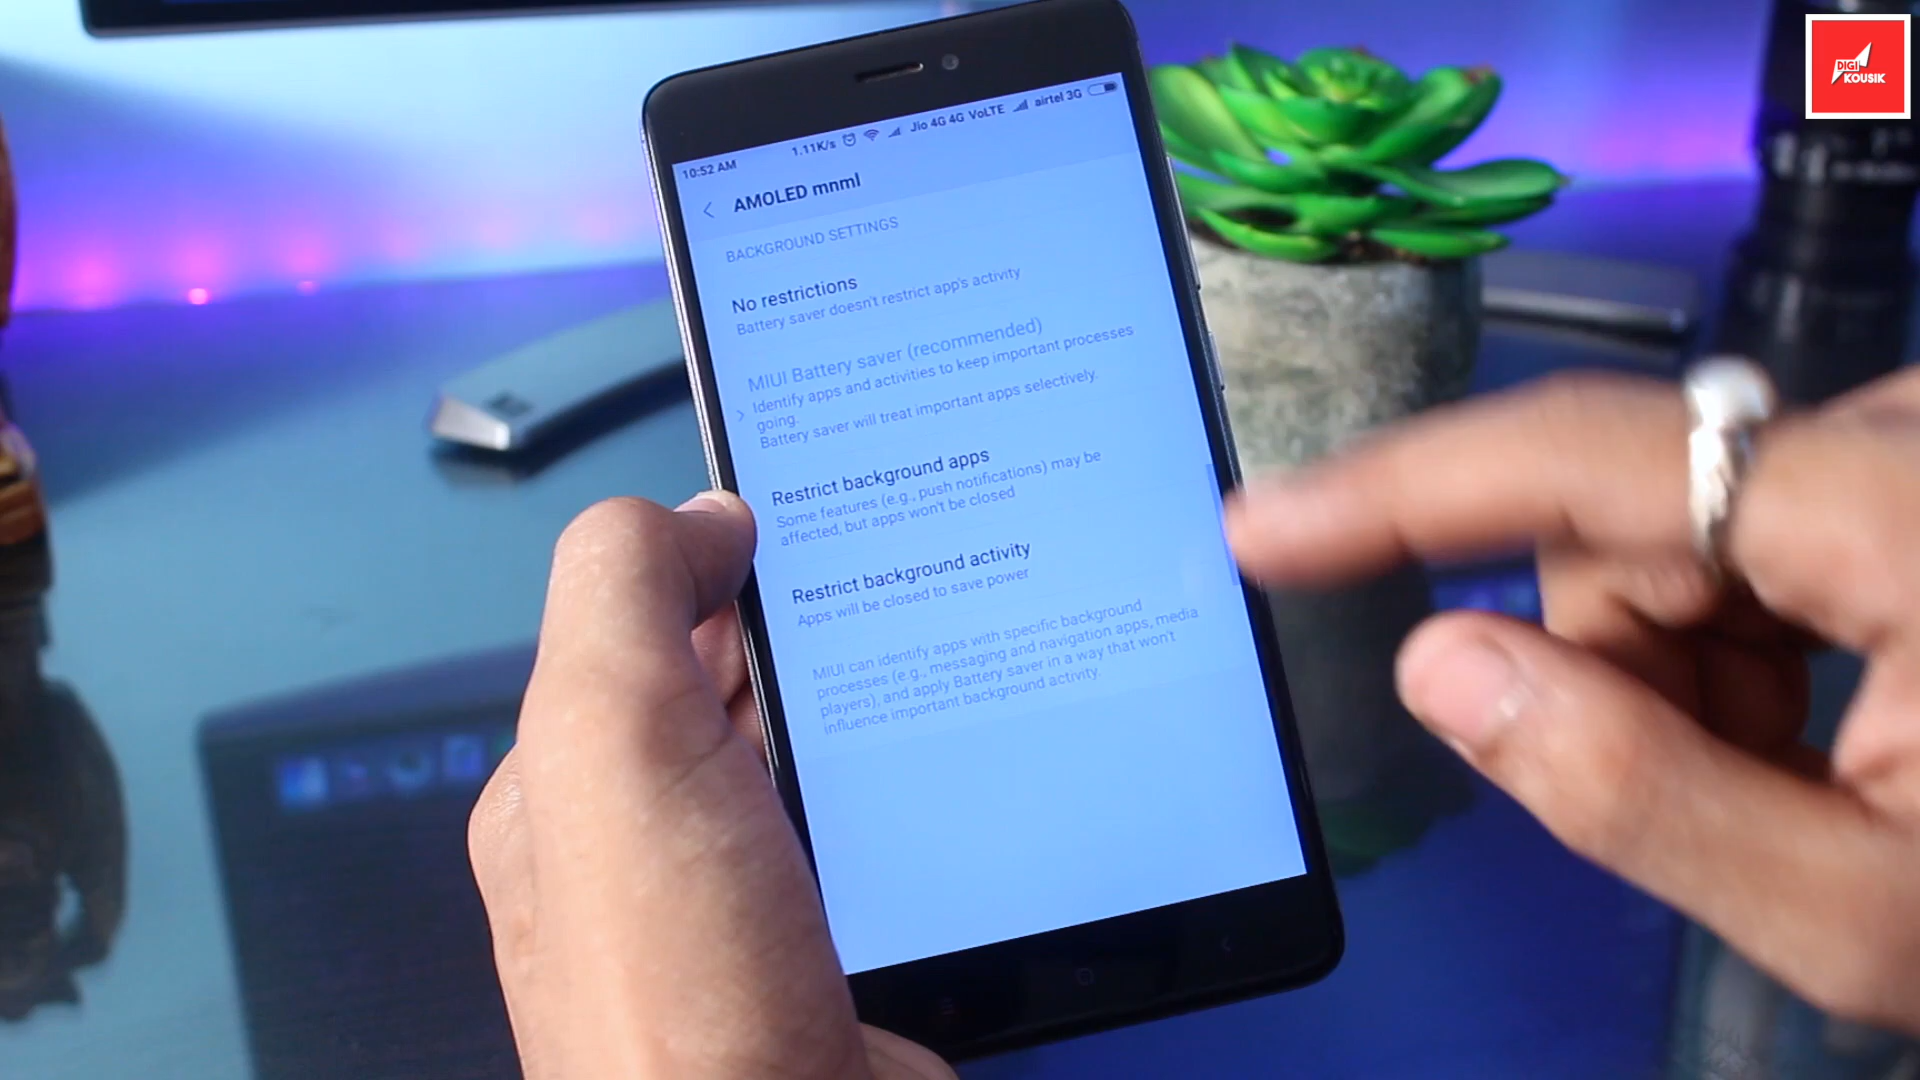 DIGI
KOUSIK
10:52 AM 1.11K/s Jio 4G 4G VoLTE airtel 3G
AMOLED mnml
BACKGROUND SETTINGS
No restrictions
Battery saver doesn't restrict app's activity
MIUI Battery saver (recommended)
Identify apps and activities to keep important processes
going.
Battery saver will treat important apps selectively.
Restrict background apps
Some features (e.g., push notifications) may be
affected, but apps won't be closed
Restrict background activity
Apps will be closed to save power
MIUI can identify apps with specific background
processes (e.g., messaging and navigation apps, media
players), and apply Battery saver in a way that won't
influence important background activity.